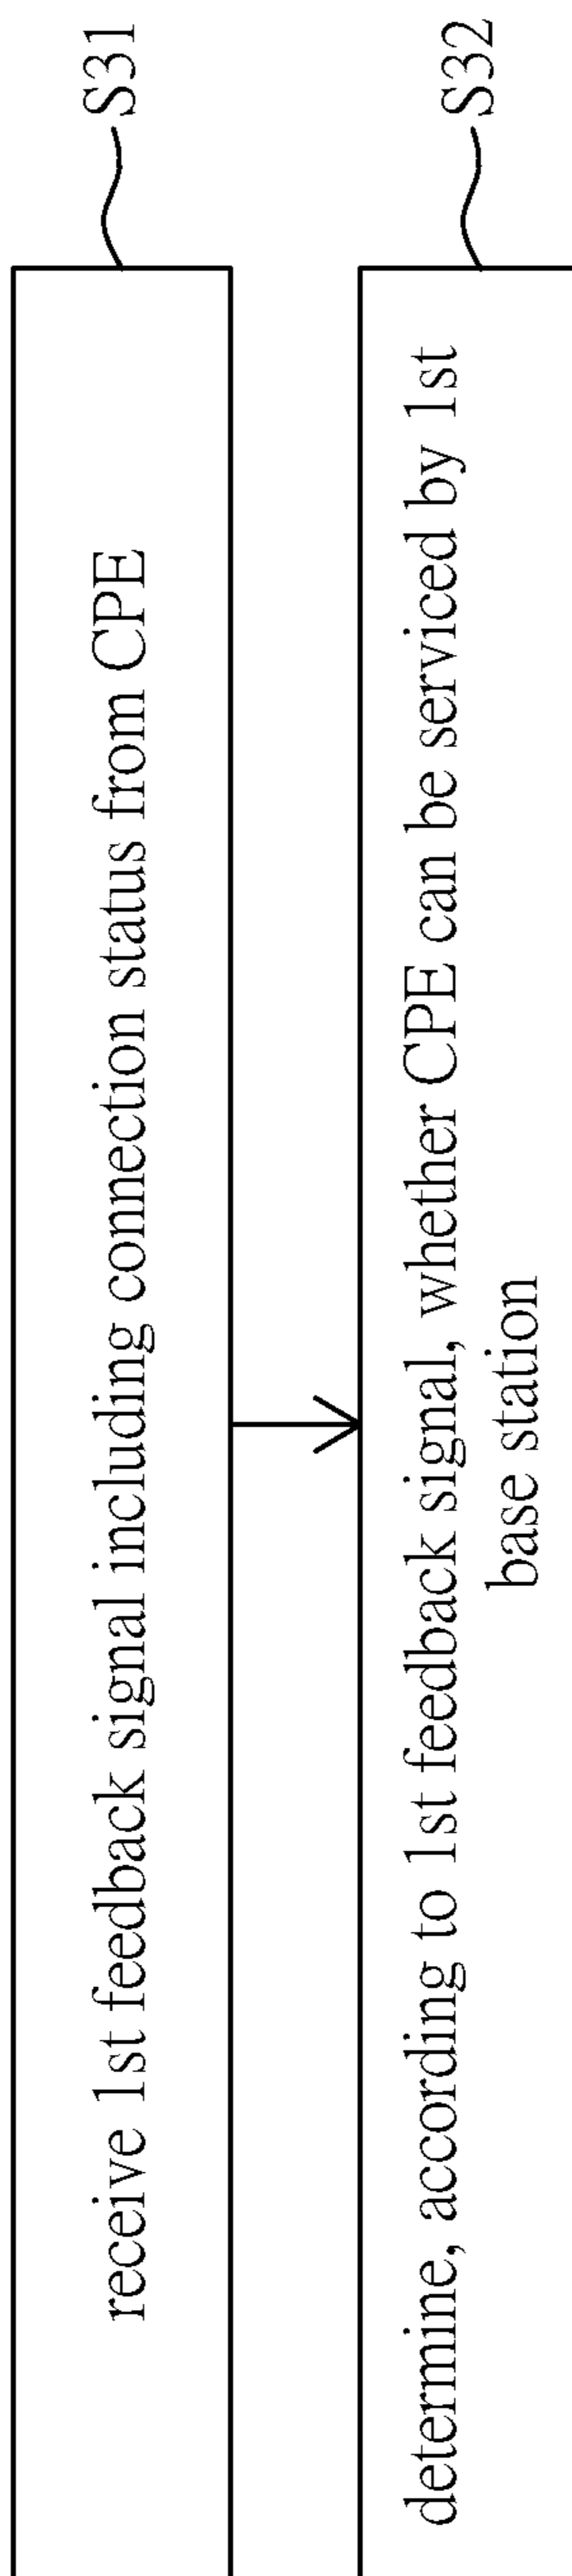 S31
receive 1st feedback signal including connection status from CPE
S32
determine, according to 1st feedback signal, whether CPE can be serviced by 1st
base station